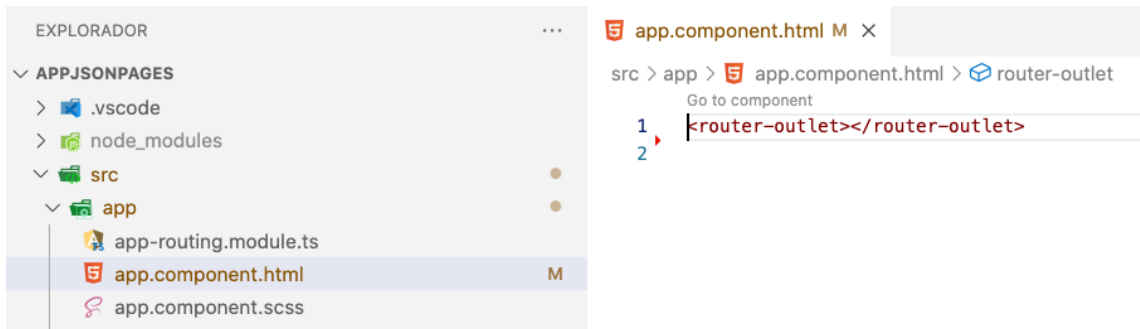 EXPLORADOR
APPJSONPAGES
.vscode
node_modules
src
app
app-routing.module.ts
app.component.html M
app.component.scss
app.component.html M
src > app > app.component.html > router-outlet
Go to component
1 <router-outlet></router-outlet>
2